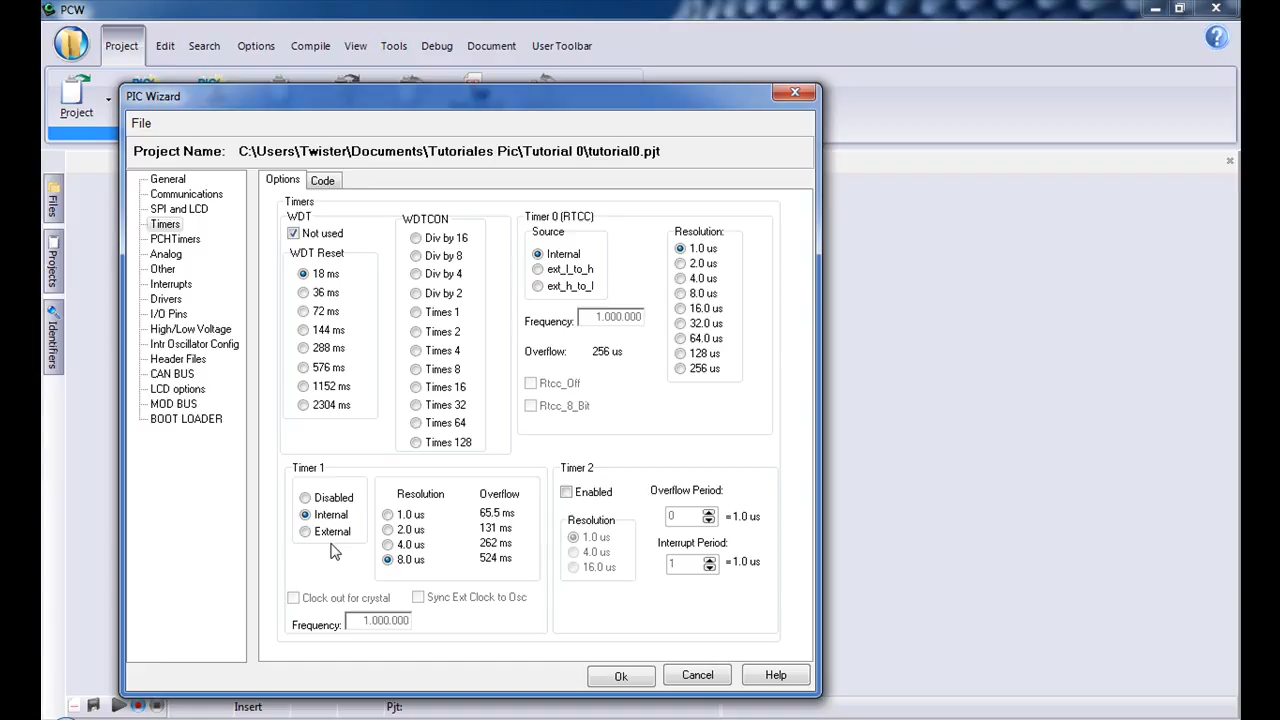 PCW
Project Edit Search Options Compile View Tools Debug Document User Toolbar
Project
PIC Wizard
File
Project Name: C:\Users\Twister\Documents\Tutoriales Pic\Tutorial 0\tutorial0.pjt
Files
Projects
Identifiers
General
Communications
SPI and LCD
Timers
PCHTimers
Analog
Other
Interrupts
Drivers
I/O Pins
High/Low Voltage
Intr Oscillator Config
Header Files
CAN BUS
LCD options
MOD BUS
BOOT LOADER
Options Code
Timers
WDT
Not used
WDT Reset
18 ms
36 ms
72 ms
144 ms
288 ms
576 ms
1152 ms
2304 ms
WDTCON
Div by 16
Div by 8
Div by 4
Div by 2
Times 1
Times 2
Times 4
Times 8
Times 16
Times 32
Times 64
Times 128
Timer 0 (RTCC)
Source
Internal
ext_l_to_h
ext_h_to_l
Frequency: 1.000.000
Overflow: 256 us
Rtcc_Off
Rtcc_8_Bit
Resolution:
1.0 us
2.0 us
4.0 us
8.0 us
16.0 us
32.0 us
64.0 us
128 us
256 us
Timer 1
Disabled
Internal
External
Resolution Overflow
1.0 us 65.5 ms
2.0 us 131 ms
4.0 us 262 ms
8.0 us 524 ms
Clock out for crystal Sync Ext Clock to Osc
Frequency: 1.000.000
Timer 2
Enabled
Resolution
1.0 us
4.0 us
16.0 us
Overflow Period:
0 =1.0 us
Interrupt Period:
1 =1.0 us
Ok Cancel Help
Insert Pjt: